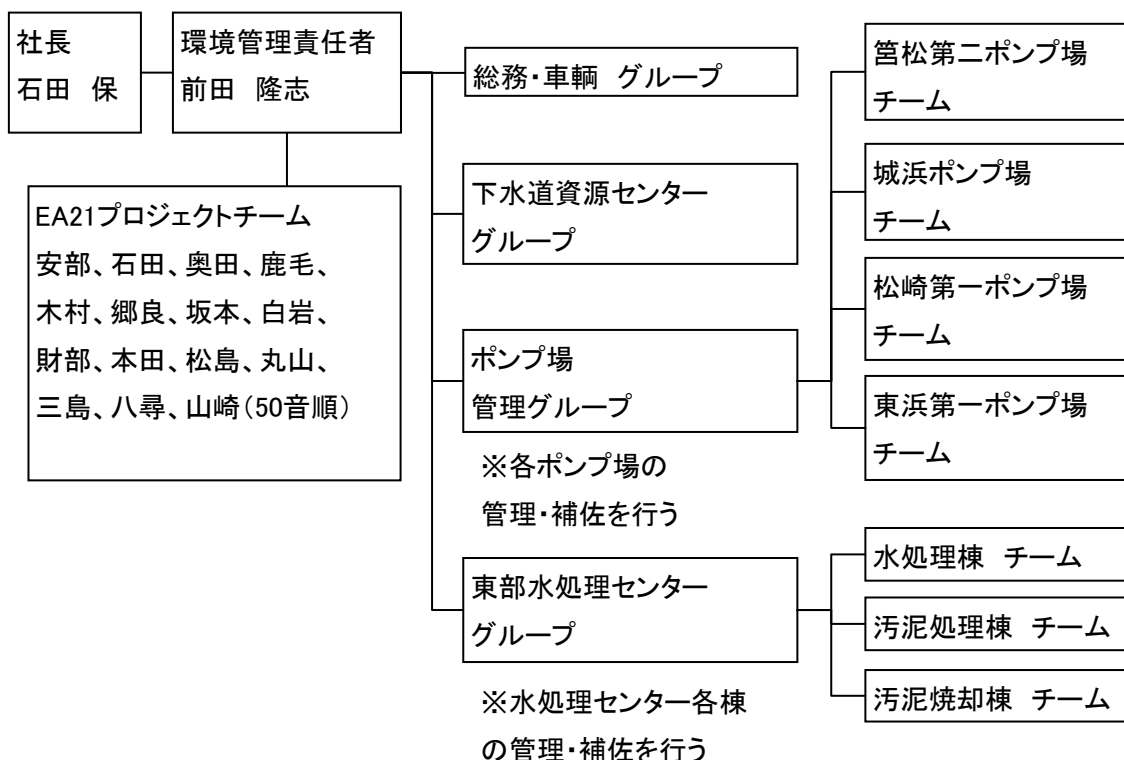 社長
石田　保
環境管理責任者
前田　隆志
EA21プロジェクトチーム
安部、石田、奥田、鹿毛、
木村、郷良、坂本、白岩、
財部、本田、松島、丸山、
三島、八尋、山崎（50音順）
総務・車輌　グループ
下水道資源センター
グループ
ポンプ場
管理グループ
※各ポンプ場の
管理・補佐を行う
東部水処理センター
グループ
※水処理センター各棟
の管理・補佐を行う
筥松第二ポンプ場
チーム
城浜ポンプ場
チーム
松崎第一ポンプ場
チーム
東浜第一ポンプ場
チーム
水処理棟　チーム
汚泥処理棟　チーム
汚泥焼却棟　チーム